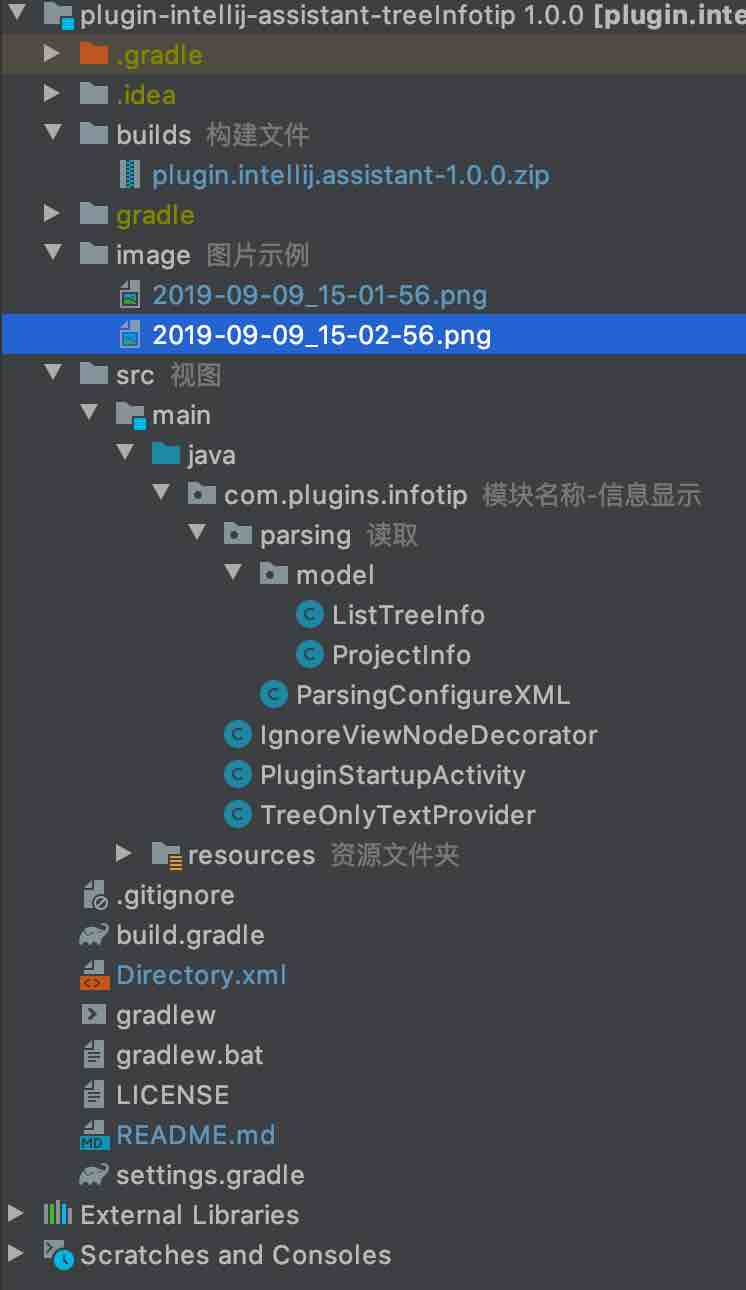 plugin-intellij-assistant-treeInfotip 1.0.0 [plugin.inte
.gradle
.idea
builds 构建文件
plugin.intellij.assistant-1.0.0.zip
gradle
image 图片示例
2019-09-09_15-01-56.png
2019-09-09_15-02-56.png
src 视图
main
java
com.plugins.infotip 模块名称-信息显示
parsing 读取
model
C ListTreeInfo
C ProjectInfo
C ParsingConfigureXML
C IgnoreViewNodeDecorator
C PluginStartupActivity
C TreeOnlyTextProvider
resources 资源文件夹
.gitignore
build.gradle
Directory.xml
gradlew
gradlew.bat
LICENSE
MD README.md
settings.gradle
External Libraries
Scratches and Consoles